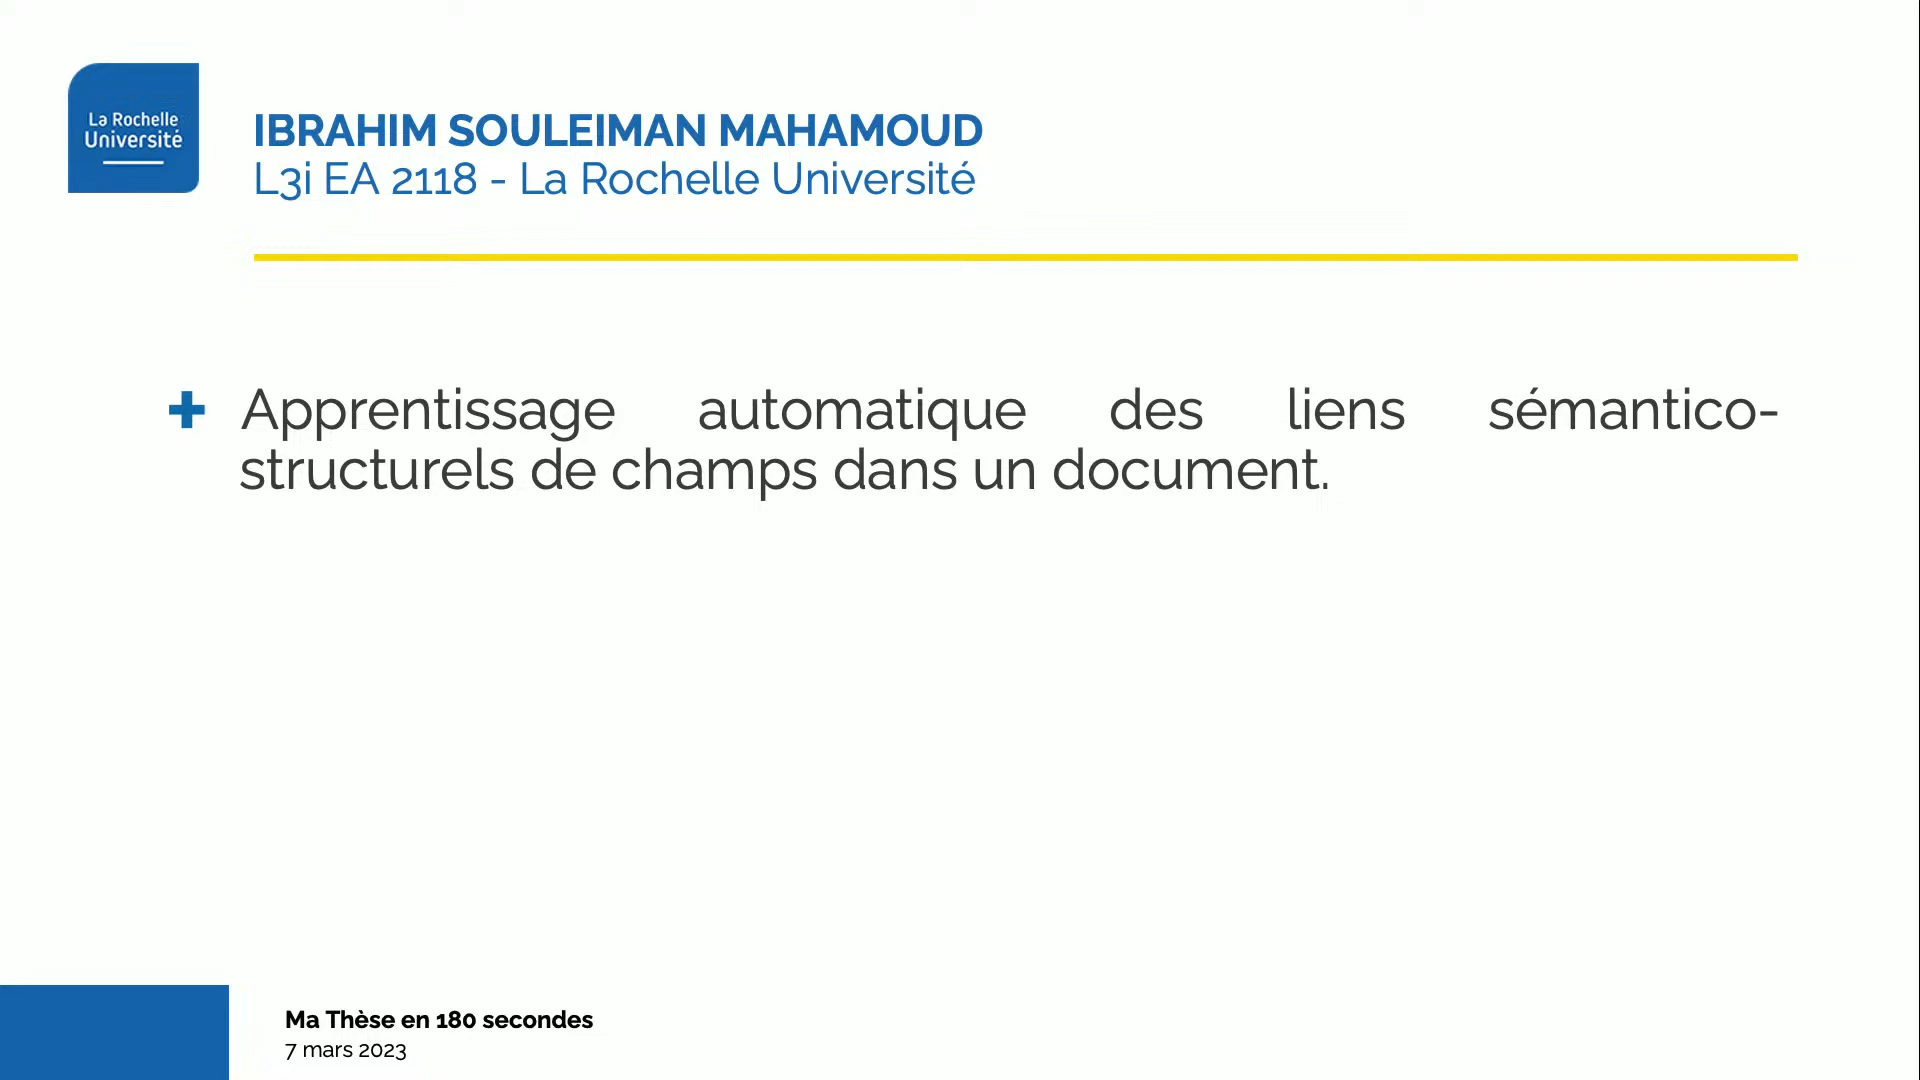 La Rochelle
Université
IBRAHIM SOULEIMAN MAHAMOUD
L3i EA 2118 - La Rochelle Université
Apprentissage automatique des liens sémantico-
structurels de champs dans un document.
Ma Thèse en 180 secondes
7 mars 2023